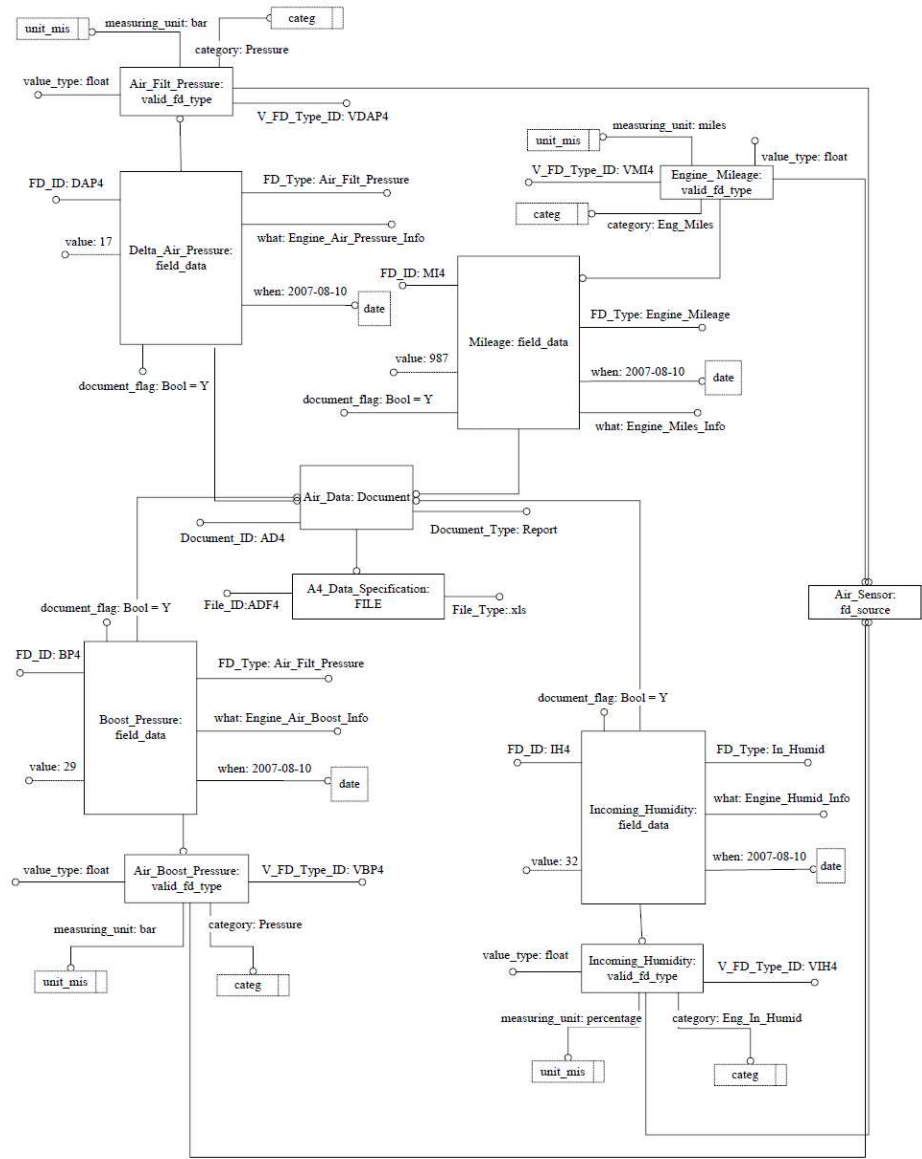 measuring_unit: bar
categ
unit_mis
category: Pressure
value_type: float
Air_Filt_Pressure:
valid_fd_type
V_FD_Type_ID: VDAP4
measuring_unit: miles
unit_mis
value_type: float
V_FD_Type_ID: VMI4
Engine_ Mileage:
valid_fd_type
categ
category: Eng_Miles
FD_ID: DAP4
FD_Type: Air_Filt_Pressure
what: Engine_Air_Pressure_Info
value: 17
Delta_Air_Pressure:
field_data
when: 2007-08-10
date
document_flag: Bool = Y
FD_ID: MI4
FD_Type: Engine_Mileage
Mileage: field_data
value: 987
when: 2007-08-10
date
document_flag: Bool = Y
what: Engine_Miles_Info
Air_Data: Document
Document_ID: AD4
Document_Type: Report
A4_Data_Specification:
FILE
File_ID:ADF4
File_Type:.xls
Air_Sensor:
fd_source
document_flag: Bool = Y
FD_ID: BP4
FD_Type: Air_Filt_Pressure
Boost_Pressure:
field_data
what: Engine_Air_Boost_Info
value: 29
when: 2007-08-10
date
value_type: float
Air_Boost_Pressure:
valid_fd_type
V_FD_Type_ID: VBP4
measuring_unit: bar
category: Pressure
unit_mis
categ
document_flag: Bool = Y
FD_ID: IH4
FD_Type: In_Humid
what: Engine_Humid_Info
Incoming_Humidity:
field_data
value: 32
when: 2007-08-10
date
value_type: float
Incoming_Humidity:
valid_fd_type
V_FD_Type_ID: VIH4
measuring_unit: percentage
category: Eng_In_Humid
unit_mis
categ